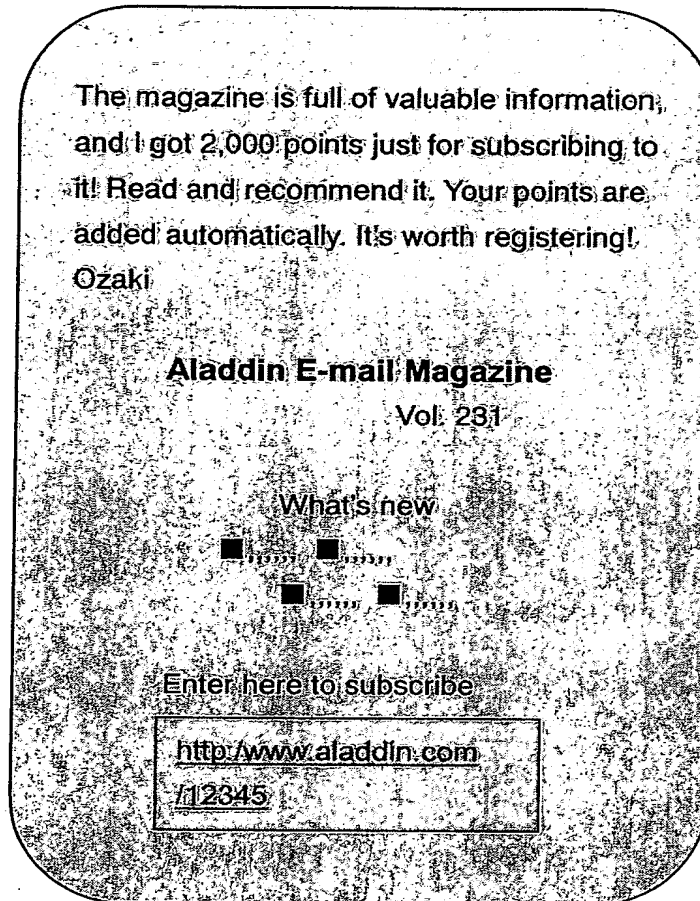 The magazine is full of valuable information,
and I got 2,000 points just for subscribing to
it! Read and recommend it. Your points are
added automatically. It's worth registering!
Ozaki
Aladdin E-mail Magazine
Vol. 231
What's new
■,,,,,, ■,,,,,,
■,,,,,, ■,,,,,,
Enter here to subscribe
http:/www.aladdin.com
/12345